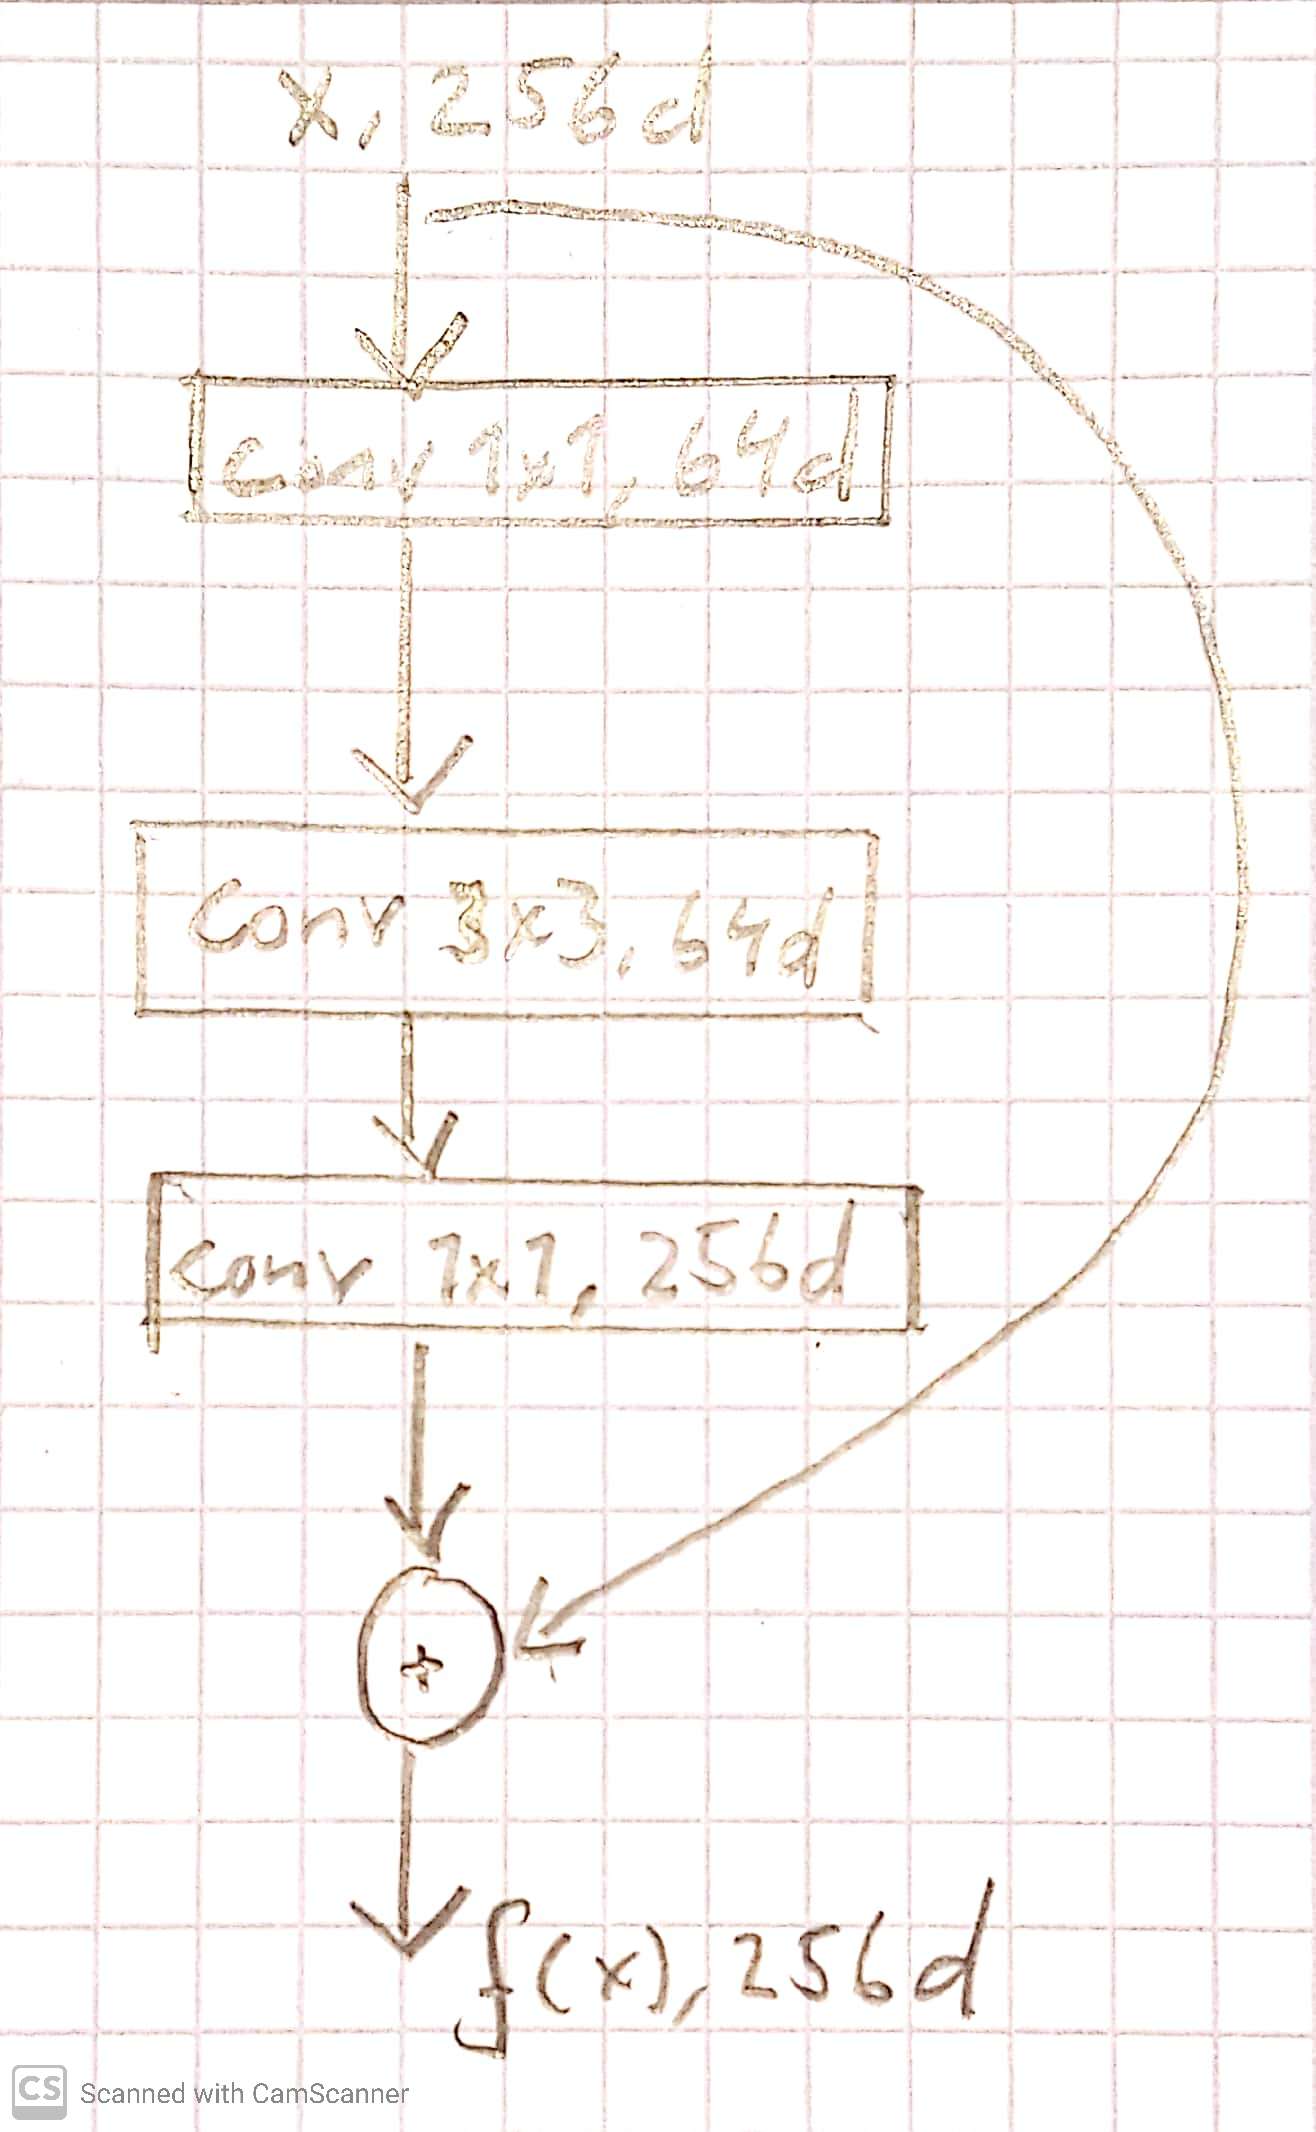 x, 256d
conv 1x1, 64d
conv 3x3, 64d
conv 1x1, 256d
+
f(x), 256d
CS Scanned with CamScanner